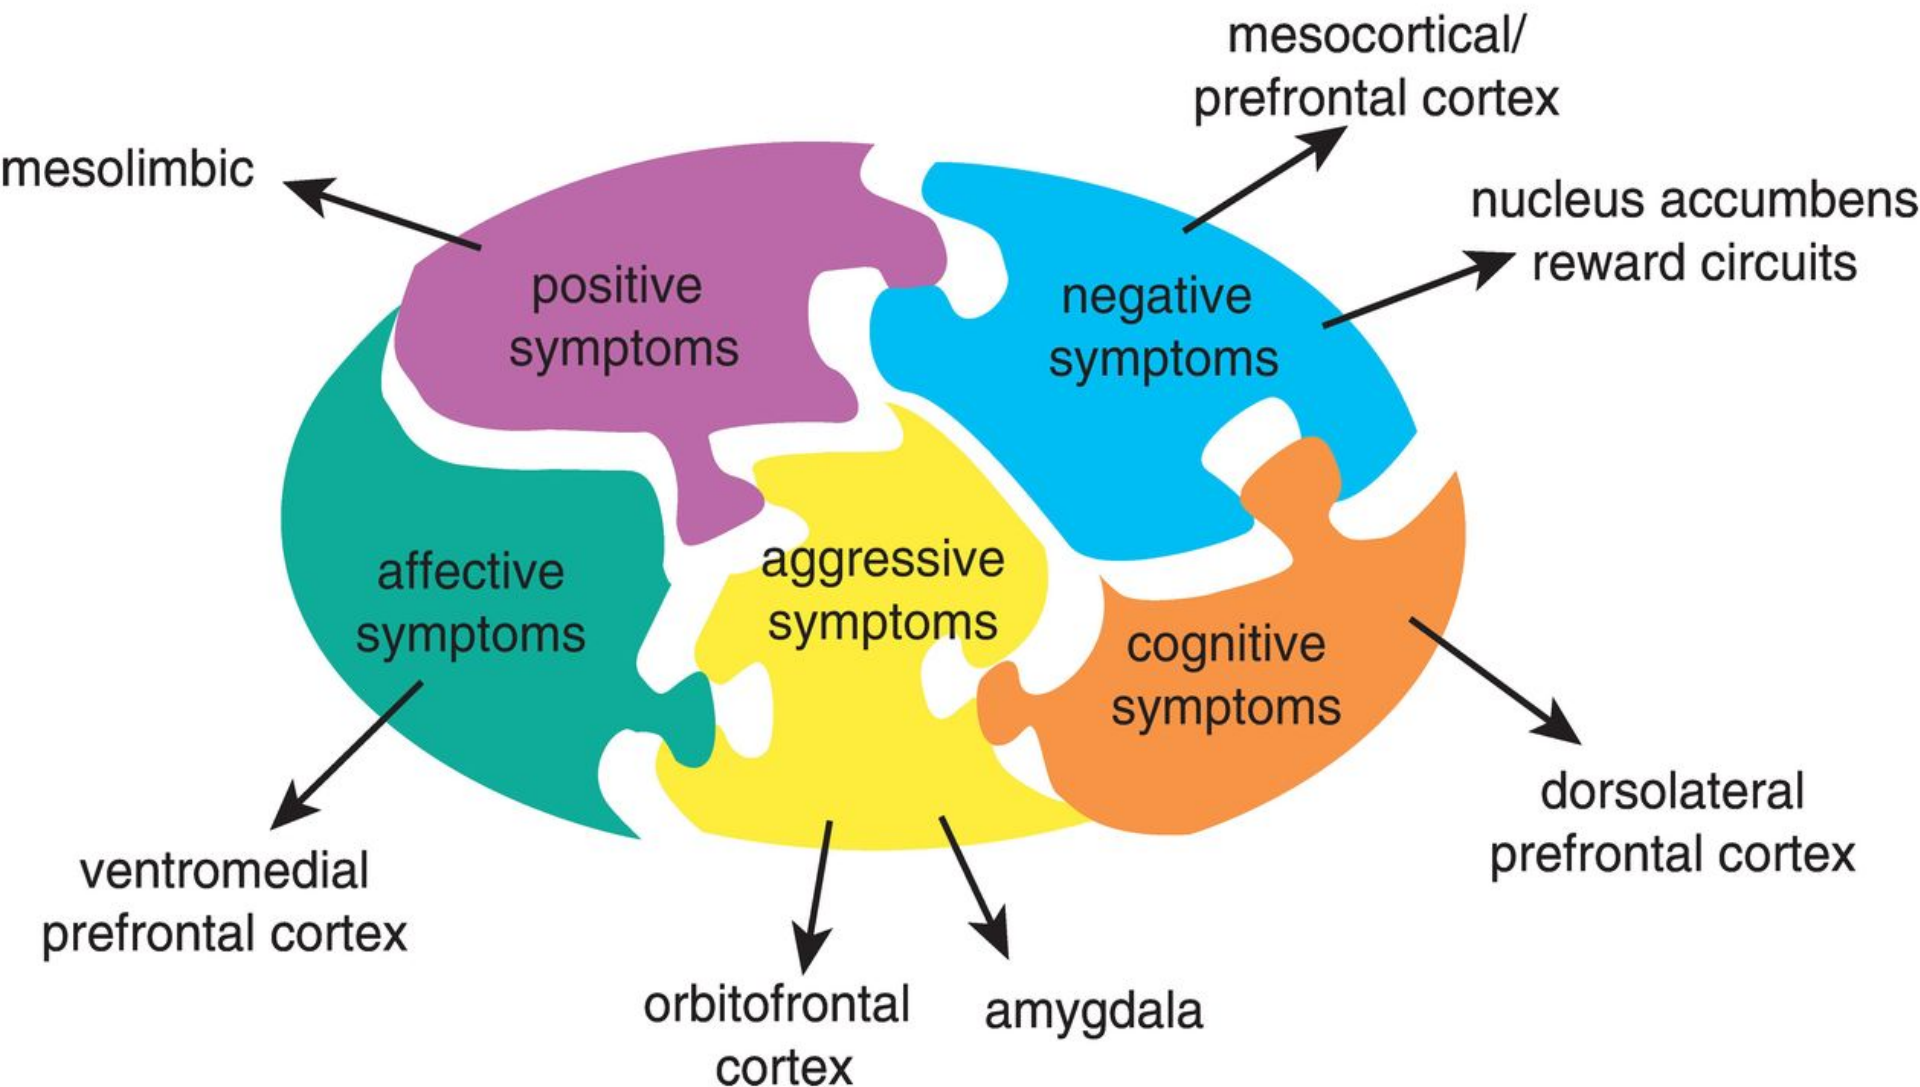 mesocortical/
prefrontal cortex
mesolimbic
nucleus accumbens
reward circuits
positive
symptoms
negative
symptoms
affective
symptoms
aggressive
symptoms
cognitive
symptoms
dorsolateral
prefrontal cortex
ventromedial
prefrontal cortex
orbitofrontal
cortex
amygdala